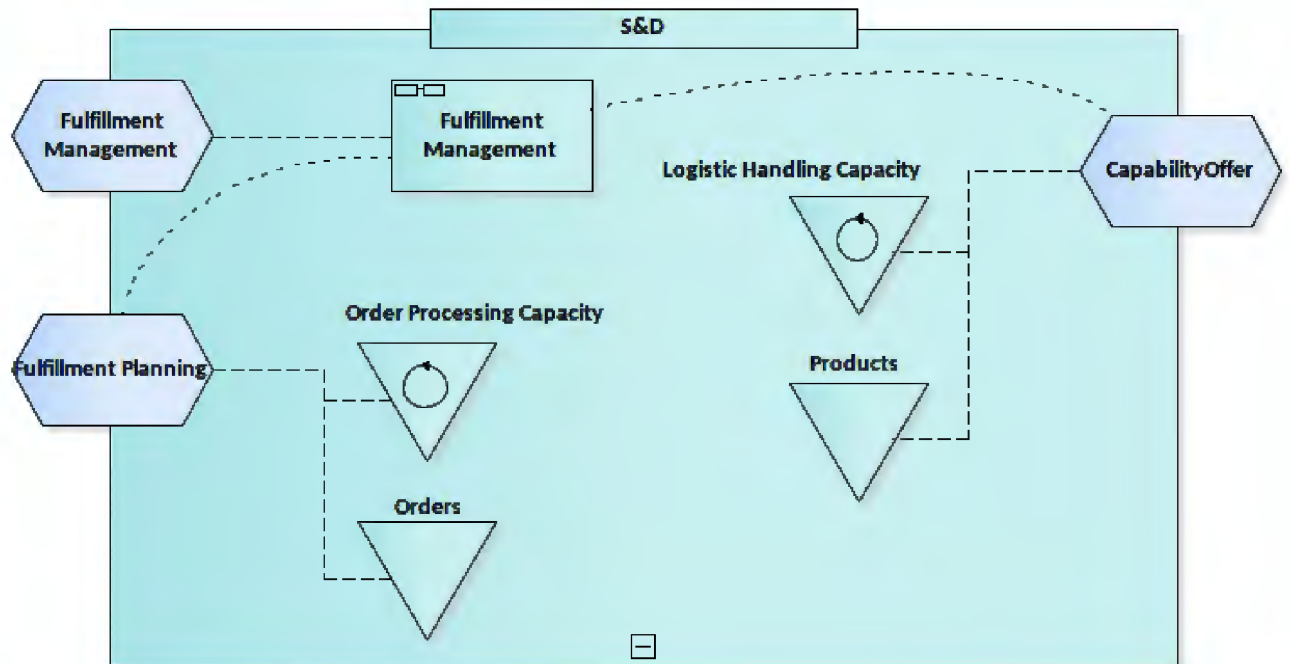 S&D
Fulfillment
Management
Fulfillment
Management
Logistic Handling Capacity
CapabilityOffer
Order Processing Capacity
Fulfillment Planning
Products
Orders